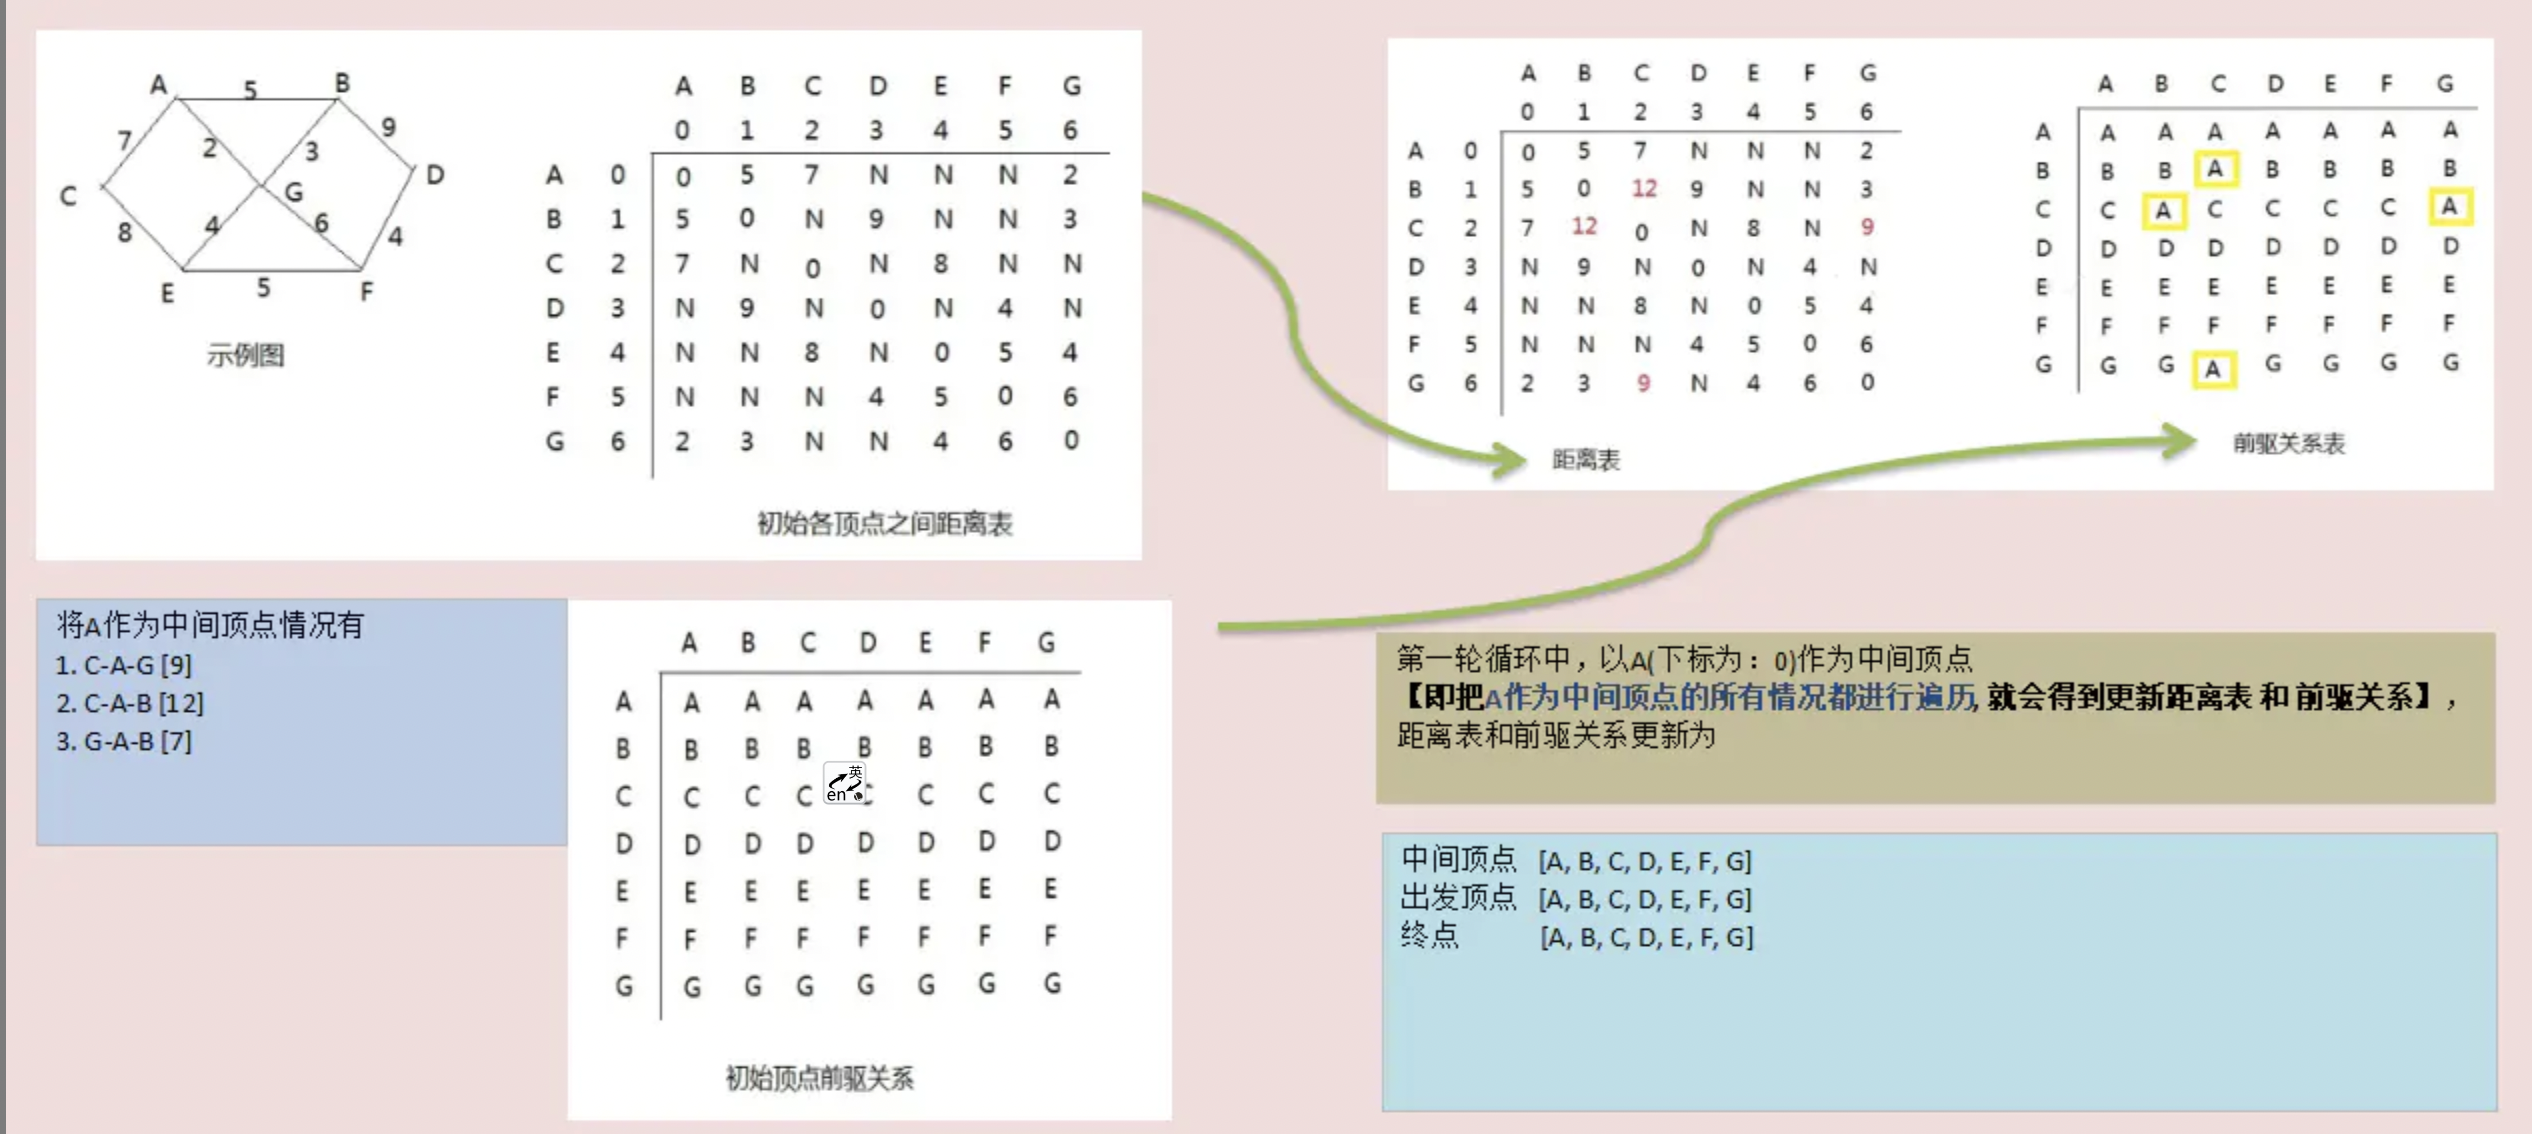 A 5 B
7 2 3 9
C G D
8 4 6 4
E 5 F
示例图
A B C D E F G
0 1 2 3 4 5 6
A 0 0 5 7 N N N 2
B 1 5 0 N 9 N N 3
C 2 7 N 0 N 8 N N
D 3 N 9 N 0 N 4 N
E 4 N N 8 N 0 5 4
F 5 N N N 4 5 0 6
G 6 2 3 N N 4 6 0
初始各顶点之间距离表
A B C D E F G
0 1 2 3 4 5 6
A 0 0 5 7 N N N 2
B 1 5 0 12 9 N N 3
C 2 7 12 0 N 8 N 9
D 3 N 9 N 0 N 4 N
E 4 N N 8 N 0 5 4
F 5 N N N 4 5 0 6
G 6 2 3 9 N 4 6 0
距离表
A B C D E F G
A A A A A A A A
B B B A B B B B
C C A C C C C A
D D D D D D D D
E E E E E E E E
F F F F F F F F
G G G A G G G G
前驱关系表
将A作为中间顶点情况有
1. C-A-G [9]
2. C-A-B [12]
3. G-A-B [7]
A B C D E F G
A A A A A A A A
B B B B B B B B
C C C C C C C C
英
en
D D D D D D D D
E E E E E E E E
F F F F F F F F
G G G G G G G G
初始顶点前驱关系
第一轮循环中，以A(下标为：0)作为中间顶点
【即把A作为中间顶点的所有情况都进行遍历, 就会得到更新距离表 和 前驱关系】，
距离表和前驱关系更新为
中间顶点 [A, B, C, D, E, F, G]
出发顶点 [A, B, C, D, E, F, G]
终点 [A, B, C, D, E, F, G]